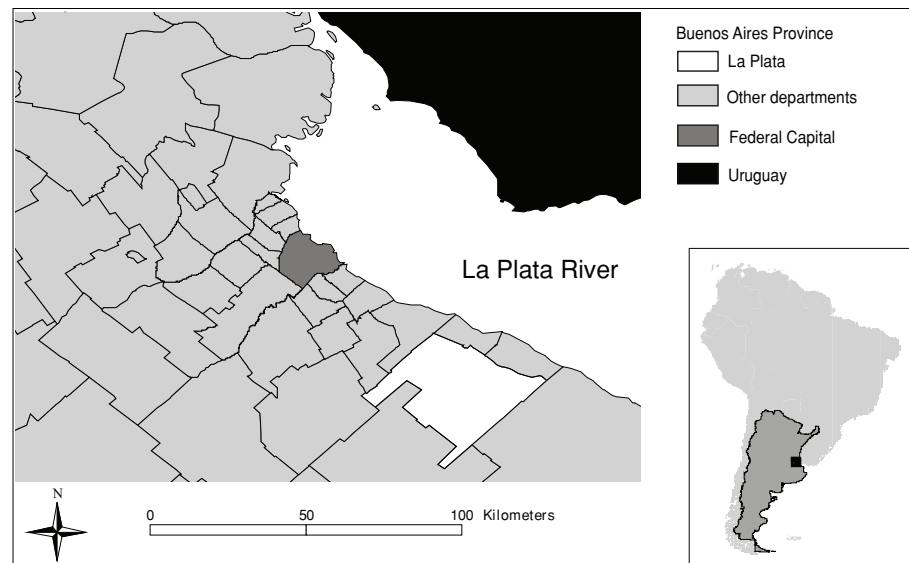 Buenos Aires Province
La Plata
Other departments
Federal Capital
Uruguay
La Plata River
N
0 50 100 Kilometers